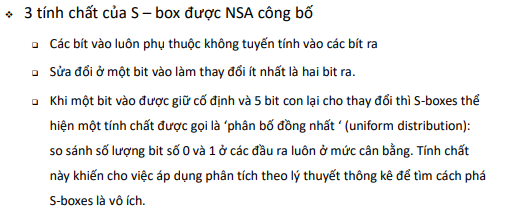 ❖ 3 tính chất của S – box được NSA công bố
❑ Các bít vào luôn phụ thuộc không tuyến tính vào các bít ra
❑ Sửa đổi ở một bit vào làm thay đổi ít nhất là hai bit ra.
❑ Khi một bit vào được giữ cố định và 5 bit con lại cho thay đổi thì S-boxes thể
hiện một tính chất được gọi là ‘phân bố đồng nhất ‘ (uniform distribution):
so sánh số lượng bit số 0 và 1 ở các đầu ra luôn ở mức cân bằng. Tính chất
này khiến cho việc áp dụng phân tích theo lý thuyết thông kê để tìm cách phá
S-boxes là vô ích.